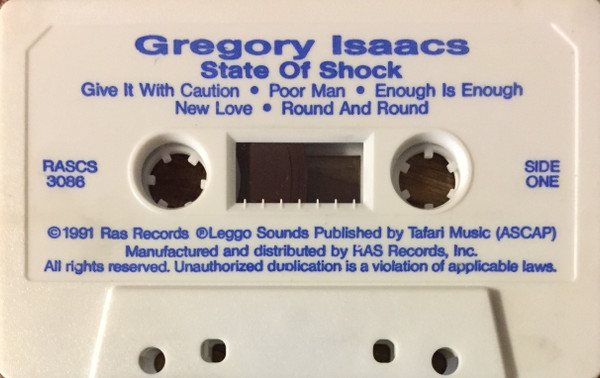 Gregory Isaacs
State Of Shock
Give It With Caution • Poor Man • Enough Is Enough
New Love • Round And Round
RASCS
3086
SIDE
ONE
©1991 Ras Records ®Leggo Sounds Published by Tafari Music (ASCAP)
Manufactured and distributed by RAS Records, Inc.
All rights reserved. Unauthorized duplication is a violation of applicable laws.